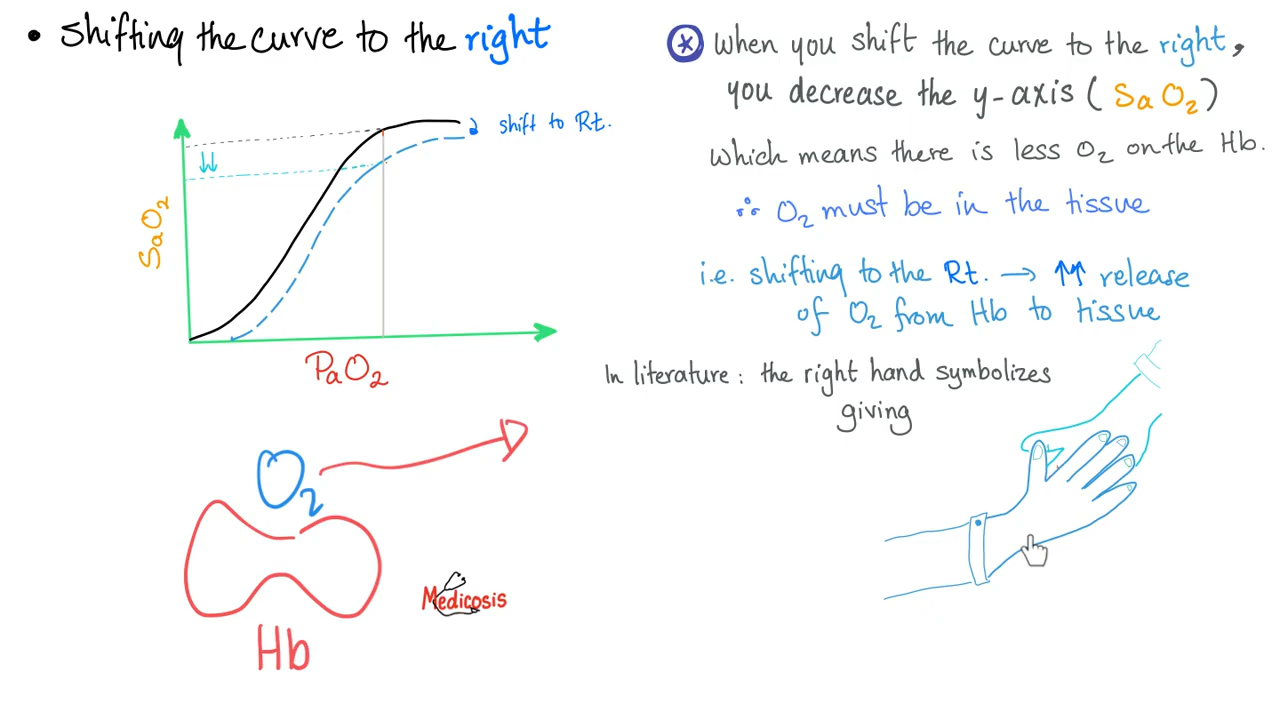 • Shifting the curve to the right
SaO₂
↓↓
shift to Rt.
PaO₂
O₂
Hb
Medicosis
* When you shift the curve to the right,
you decrease the y-axis (SaO₂)
which means there is less O₂ on the Hb.
∴ O₂ must be in the tissue
i.e. shifting to the Rt. → ↑↑ release
of O₂ from Hb to tissue
In literature: the right hand symbolizes
giving